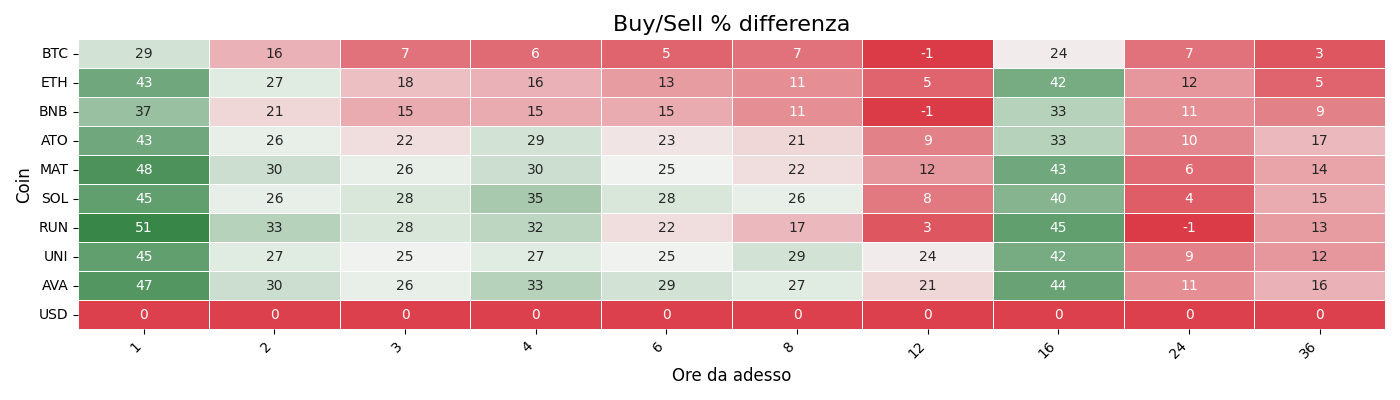 Buy/Sell % differenza
Coin
BTC 29 16 7 6 5 7 -1 24 7 3
ETH 43 27 18 16 13 11 5 42 12 5
BNB 37 21 15 15 15 11 -1 33 11 9
ATO 43 26 22 29 23 21 9 33 10 17
MAT 48 30 26 30 25 22 12 43 6 14
SOL 45 26 28 35 28 26 8 40 4 15
RUN 51 33 28 32 22 17 3 45 -1 13
UNI 45 27 25 27 25 29 24 42 9 12
AVA 47 30 26 33 29 27 21 44 11 16
USD 0 0 0 0 0 0 0 0 0 0
1 2 3 4 6 8 12 16 24 36
Ore da adesso